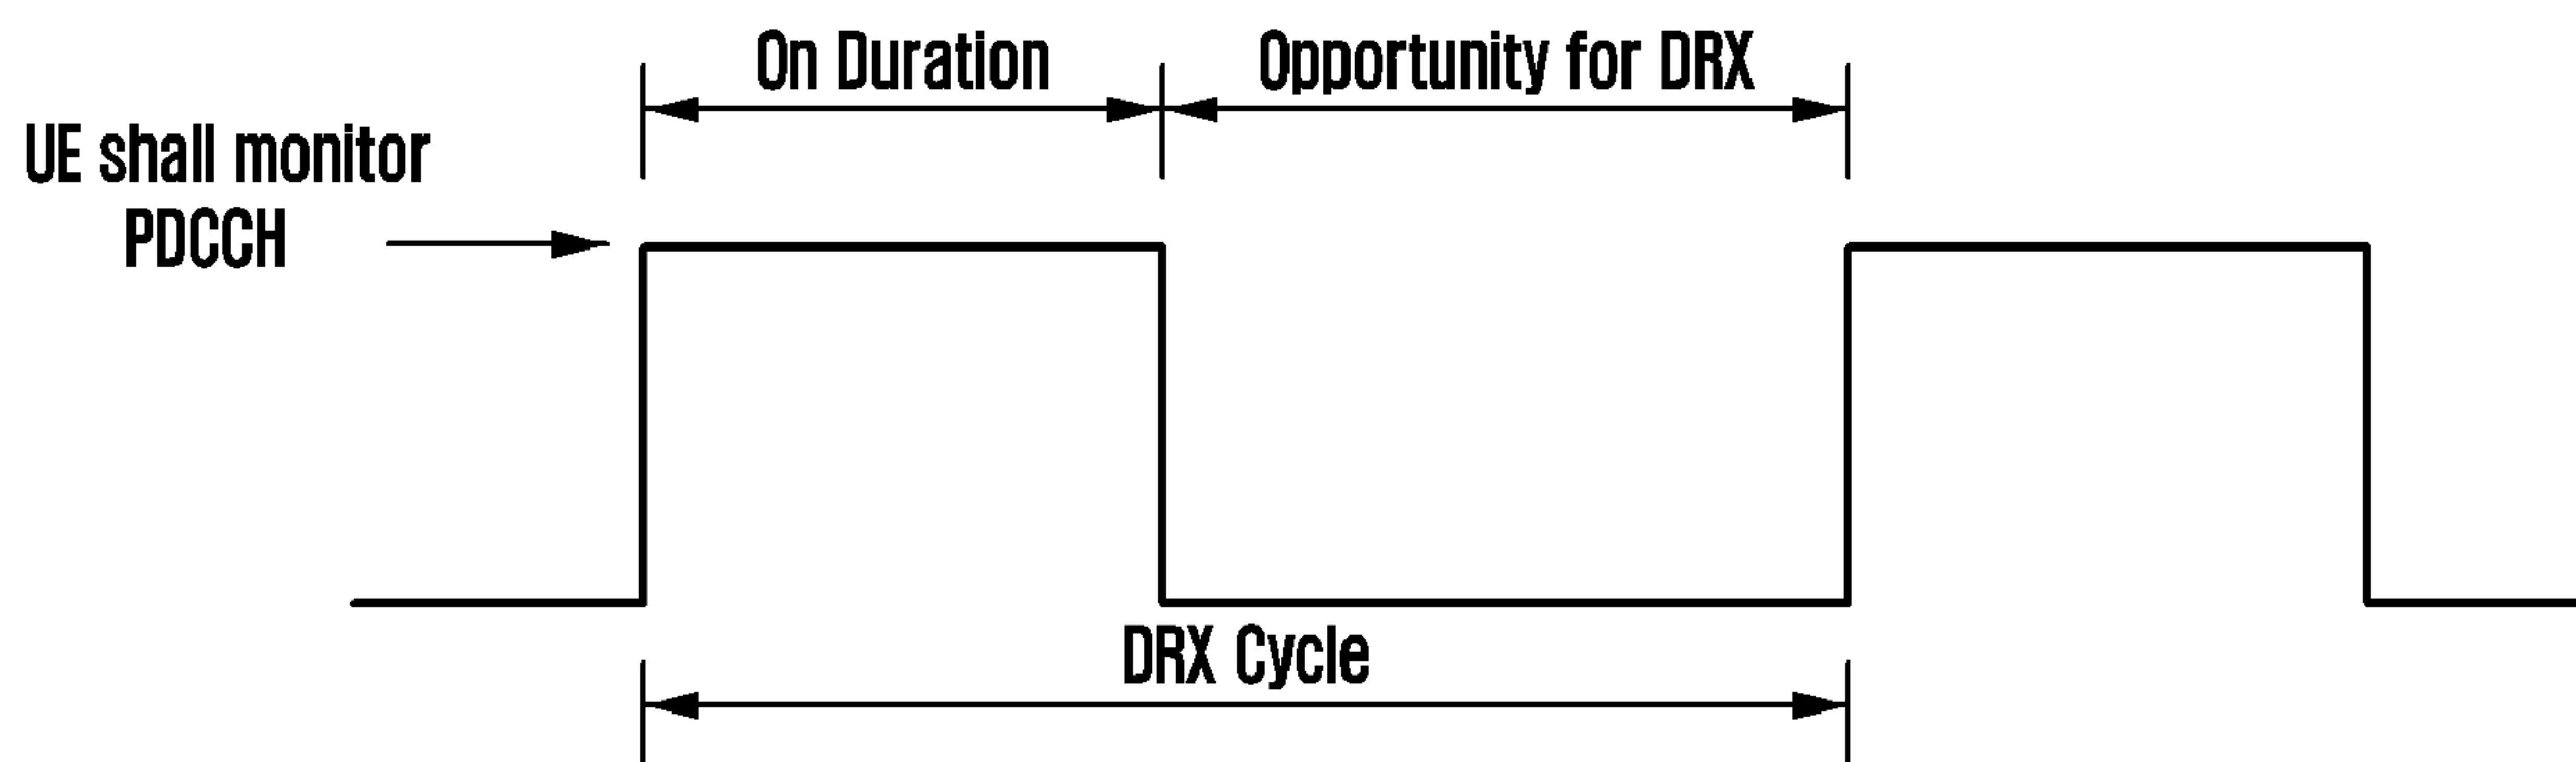 On Duration
Opportunity for DRX
UE shall monitor
PDCCH
DRX Cycle